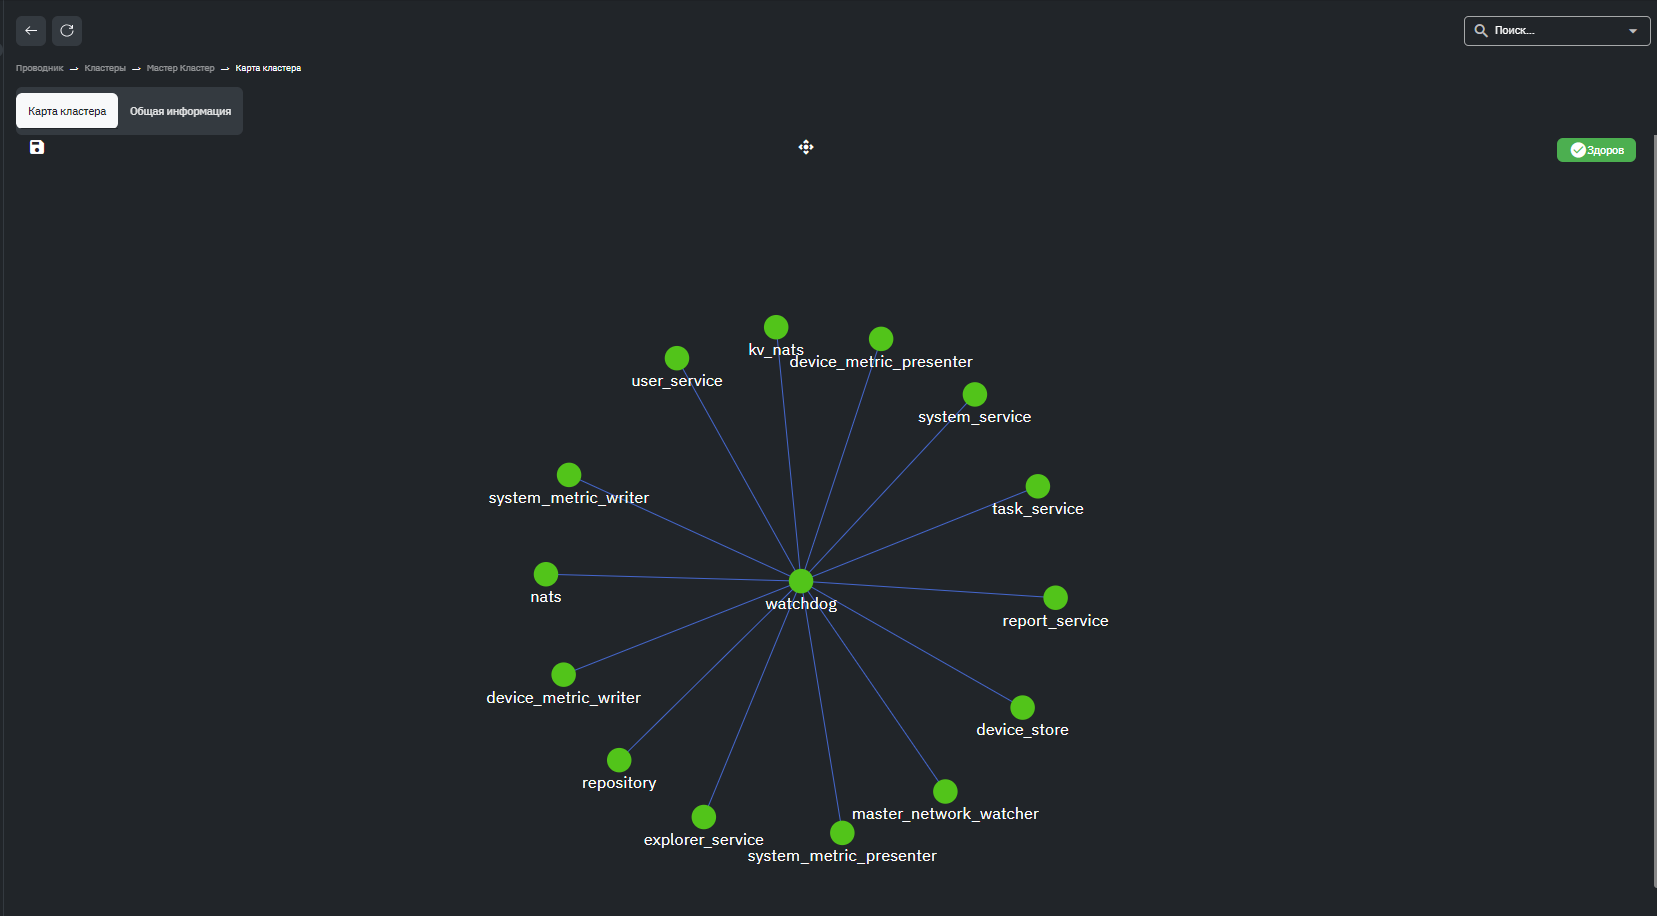 Поиск...
Проводник → Кластеры → Мастер Кластер → Карта кластера
Карта кластера
Общая информация
Здоров
kv_nats
device_metric_presenter
user_service
system_service
system_metric_writer
task_service
nats
watchdog
report_service
device_metric_writer
device_store
repository
master_network_watcher
explorer_service
system_metric_presenter